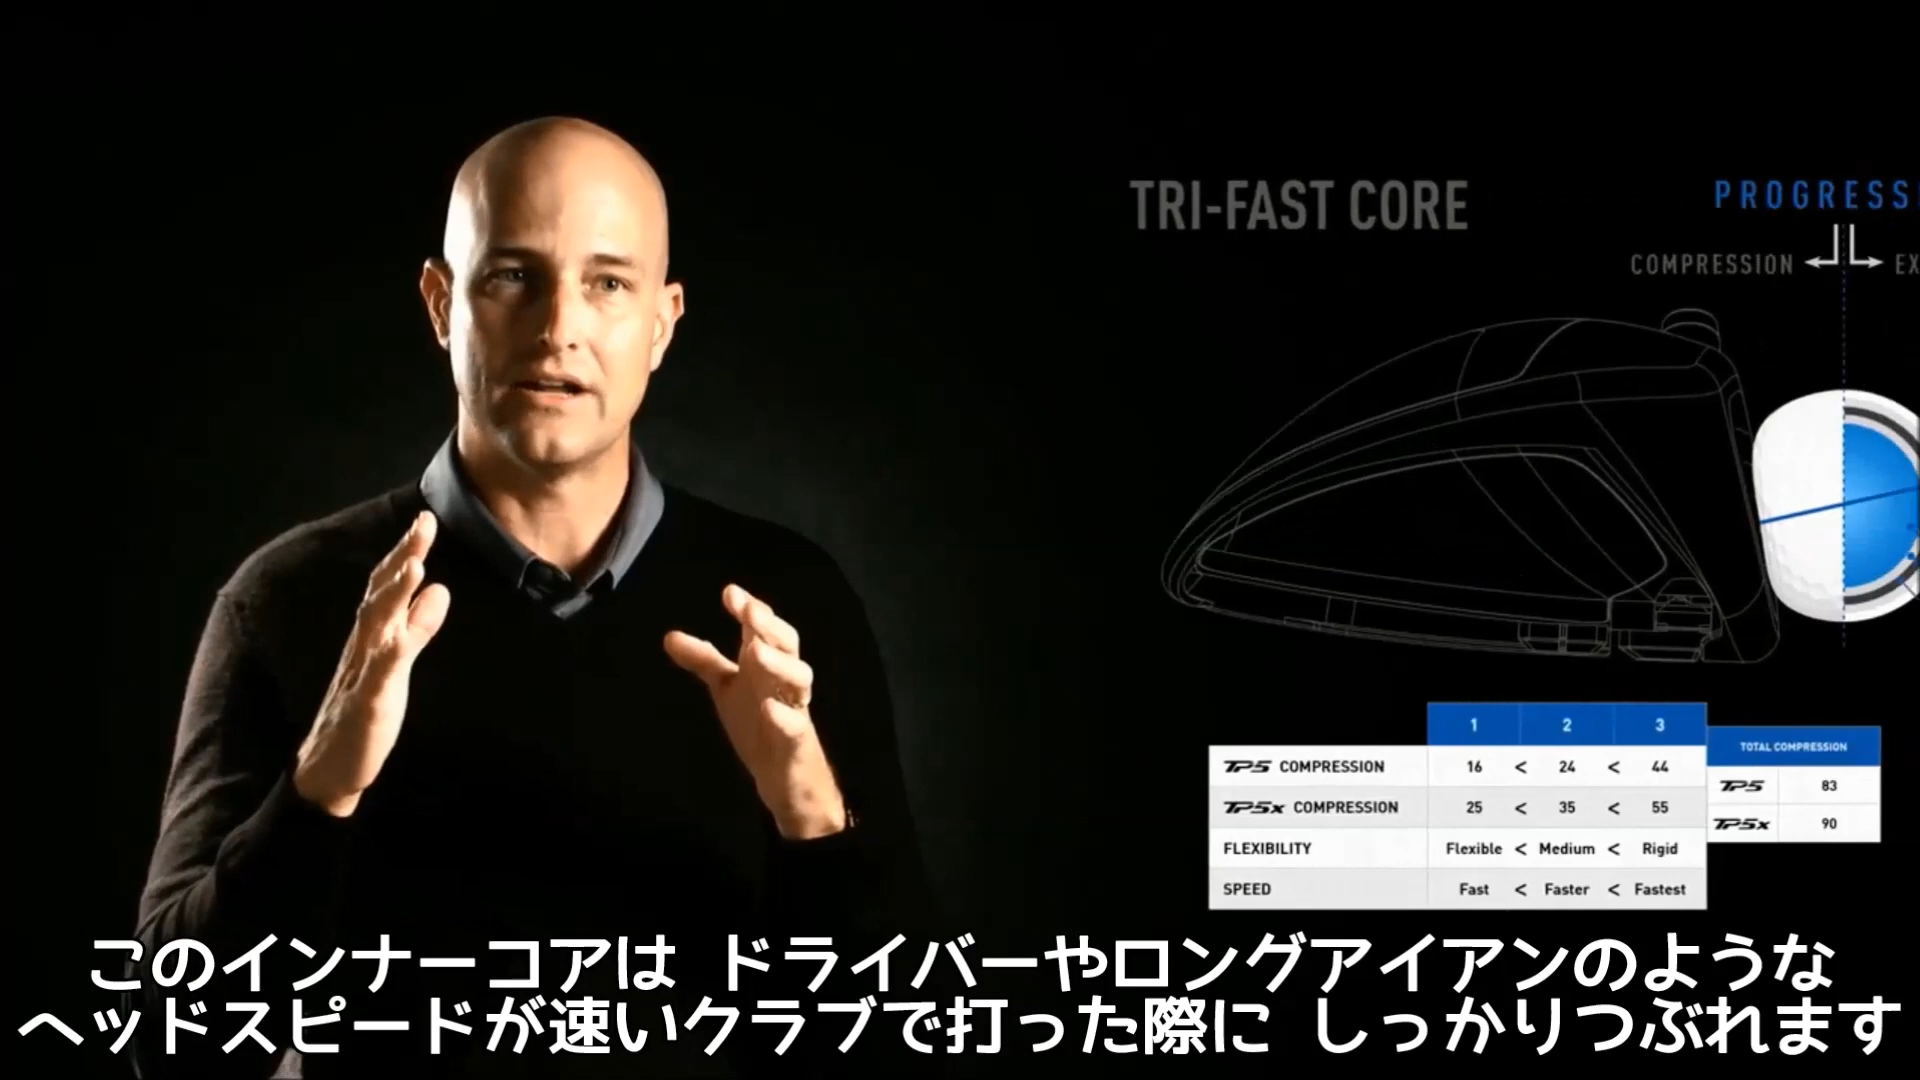 TRI-FAST CORE
PROGRESSI
COMPRESSION
EX
1 2 3
TP5 COMPRESSION 16 < 24 < 44
TP5x COMPRESSION 25 < 35 < 55
FLEXIBILITY Flexible < Medium < Rigid
SPEED Fast < Faster < Fastest
TOTAL COMPRESSION
TP5 83
TP5x 90
このインナーコアは ドライバーやロングアイアンのような
ヘッドスピードが速いクラブで打った際に しっかりつぶれます